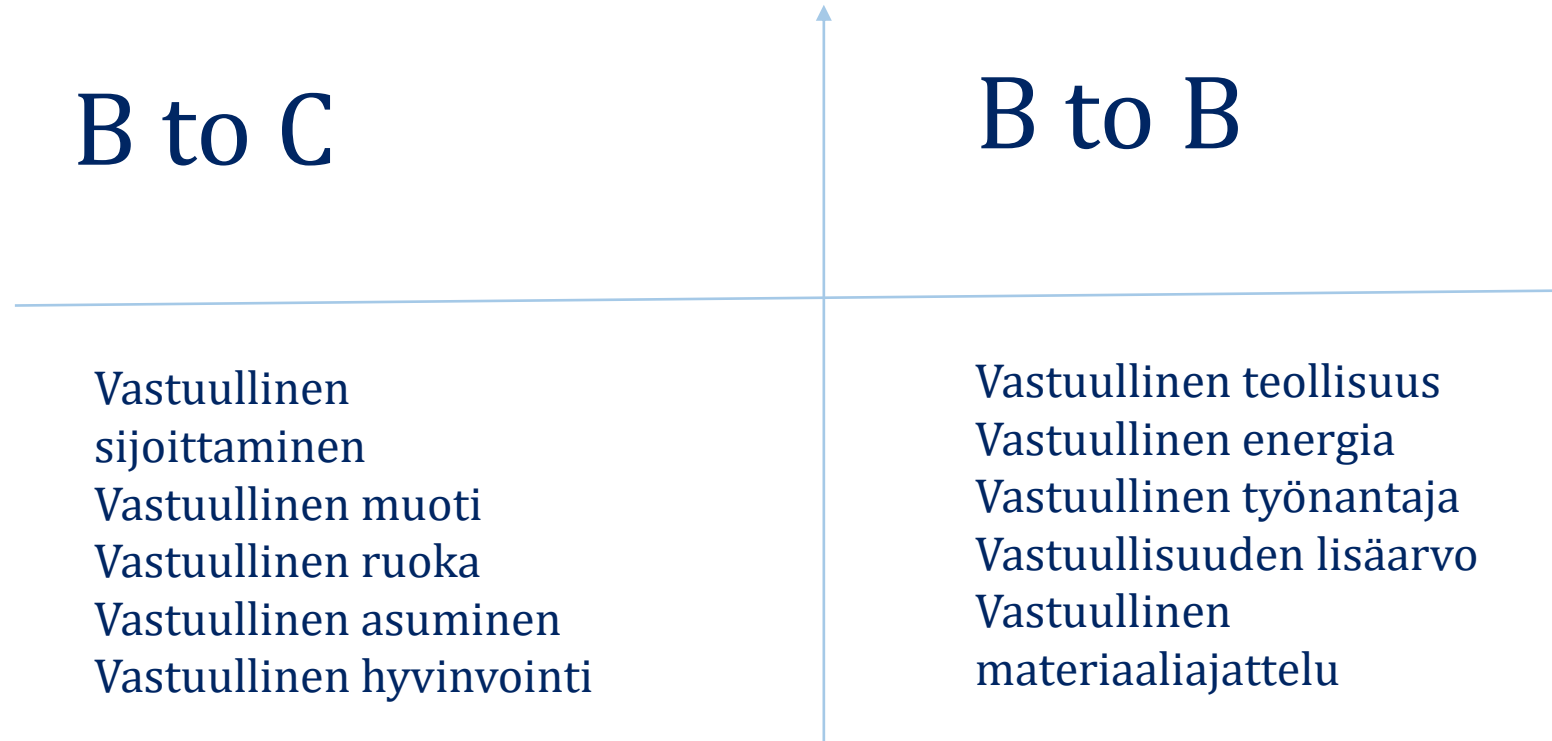 B to C
B to B
Vastuullinen
sijoittaminen
Vastuullinen muoti
Vastuullinen ruoka
Vastuullinen asuminen
Vastuullinen hyvinvointi
Vastuullinen teollisuus
Vastuullinen energia
Vastuullinen työnantaja
Vastuullisuuden lisäarvo
Vastuullinen
materiaaliajattelu